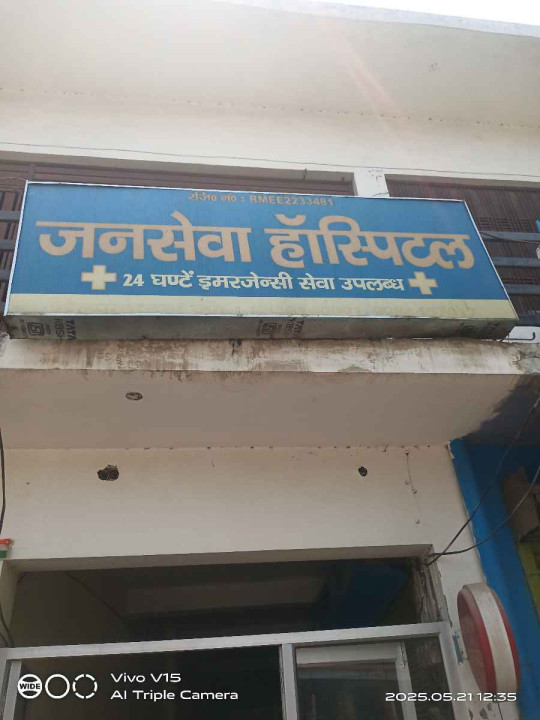 रजि० नं० : RMEE2233481
जनसेवा हॅास्पिटल
24 घण्टें इमरजेन्सी सेवा उपलब्ध
WIDE
Vivo V15
AI Triple Camera
2025.05.21 12:35